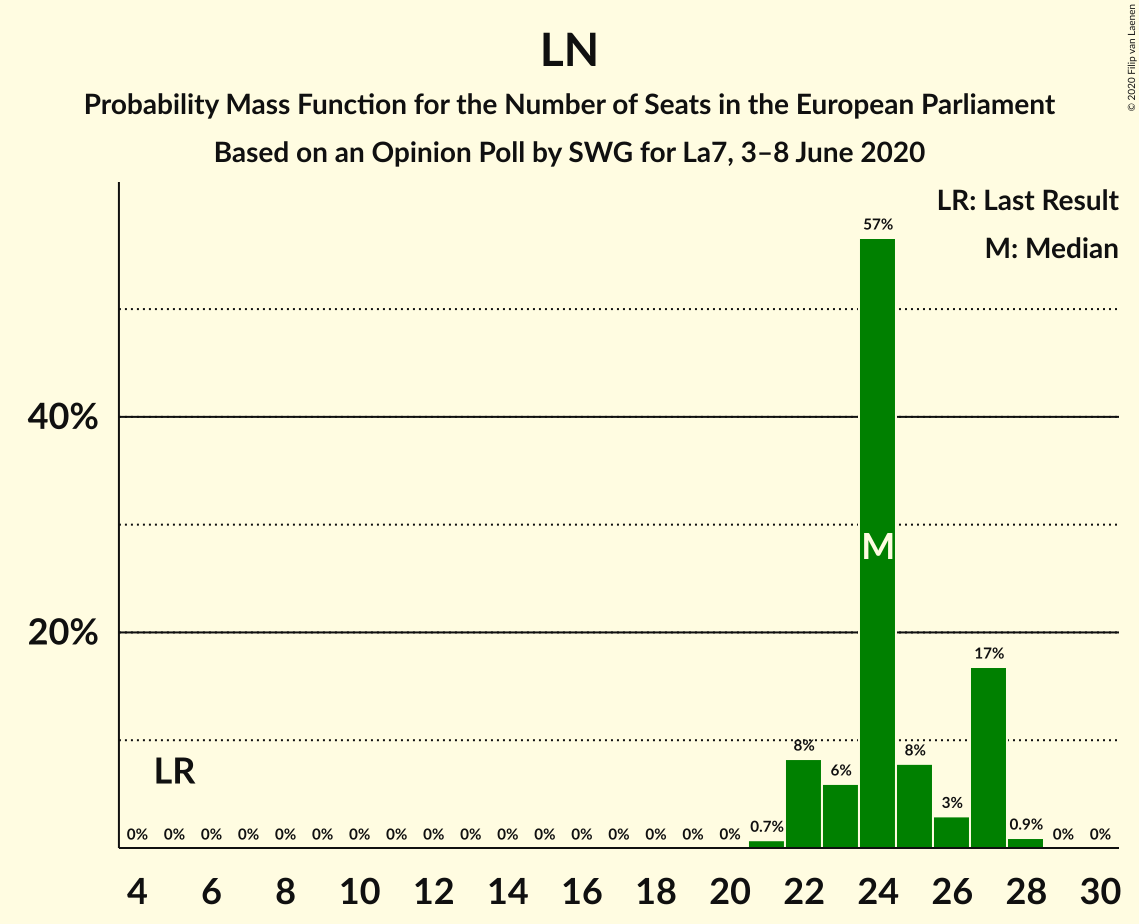 LN
Probability Mass Function for the Number of Seats in the European Parliament
Based on an Opinion Poll by SWG for La7, 3–8 June 2020
© 2020 Filip van Laenen
LR: Last Result
M: Median
57%
40%
M
20%
17%
8%
8%
6%
LR
3%
0% 0% 0% 0% 0% 0% 0% 0% 0% 0% 0% 0% 0% 0% 0% 0% 0% 0.7% 0.9% 0% 0%
4 6 8 10 12 14 16 18 20 22 24 26 28 30